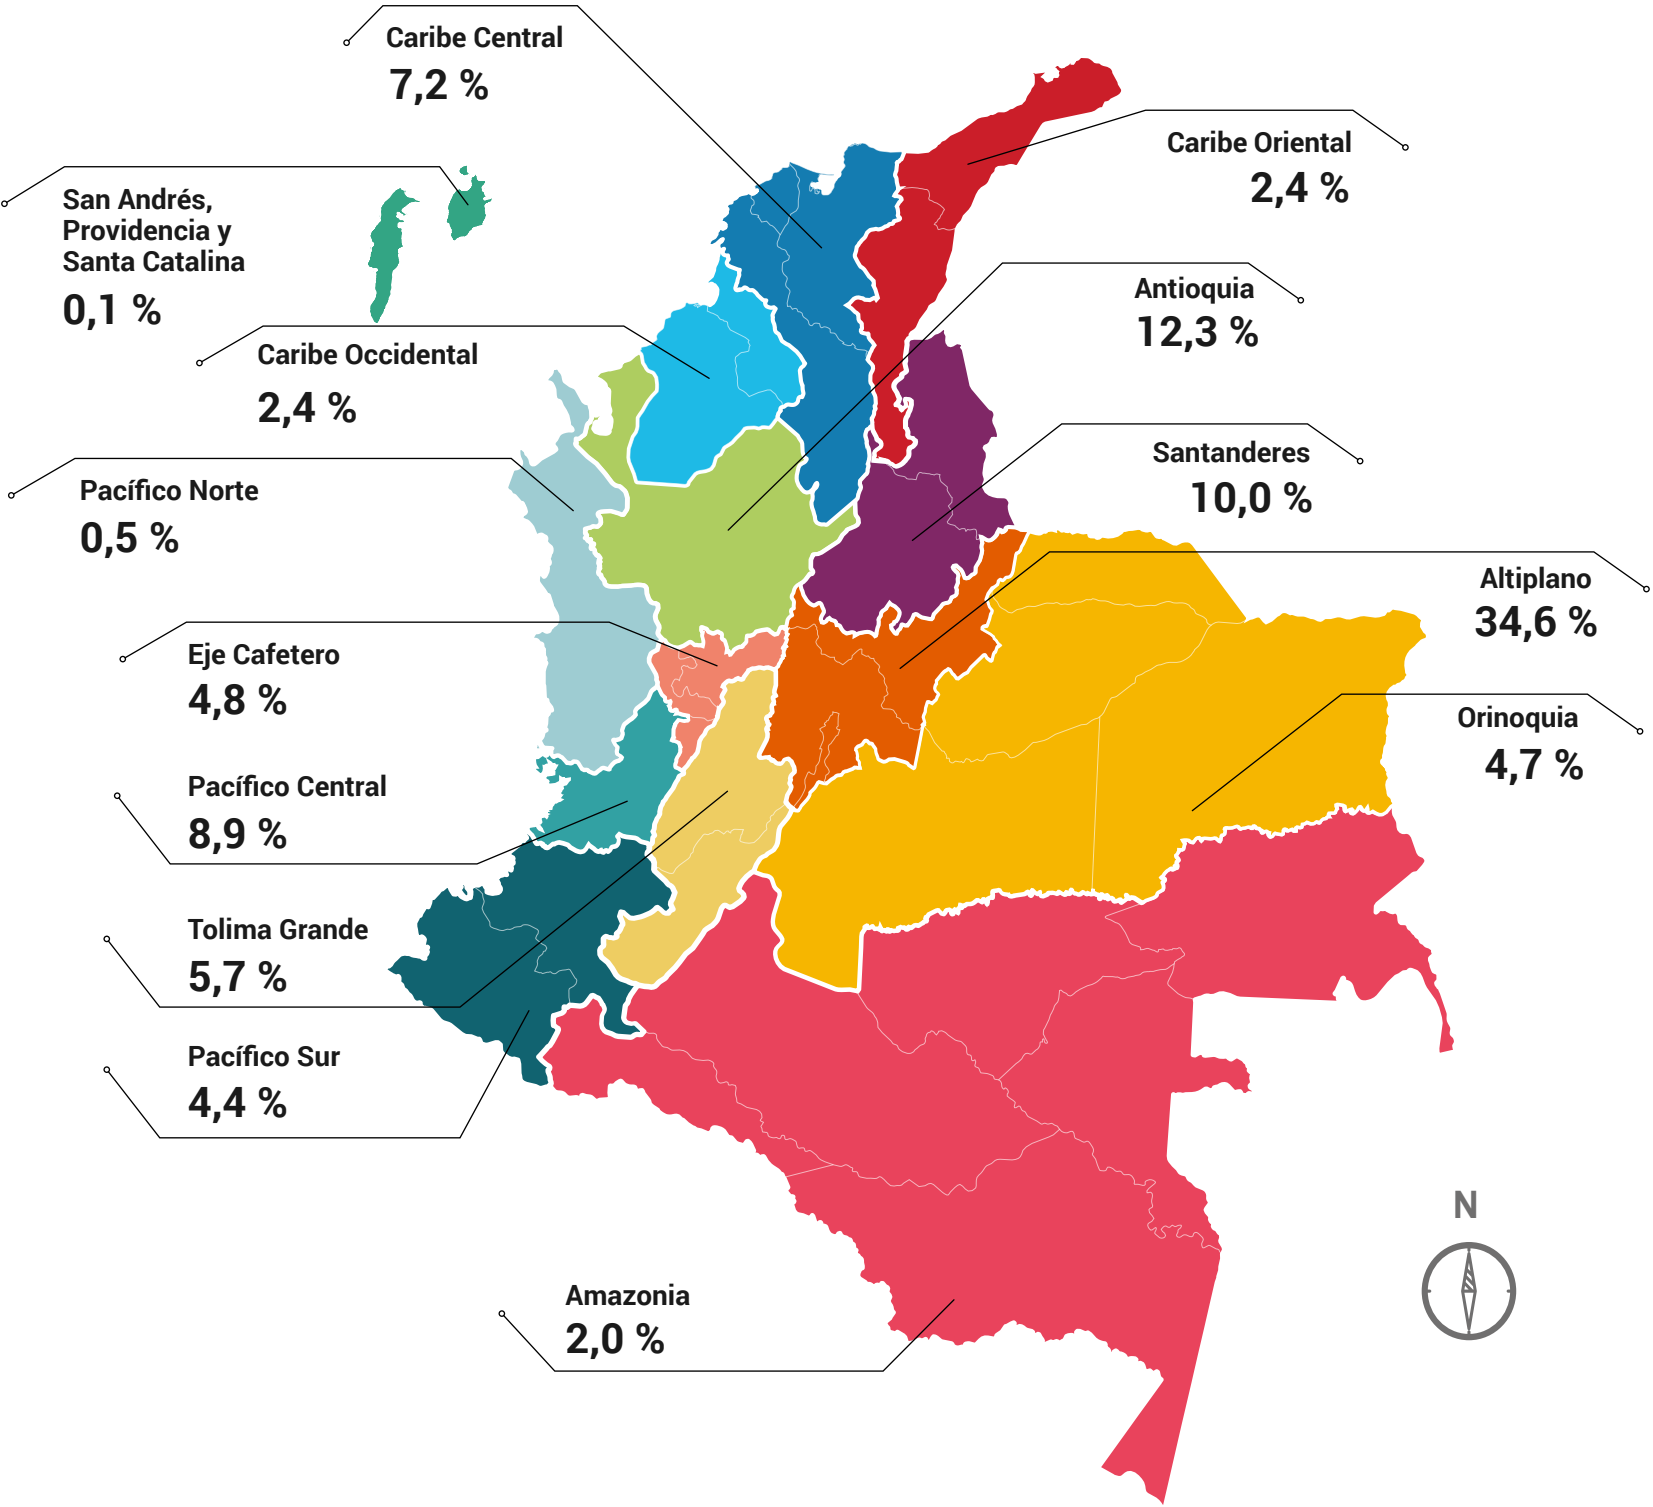 Caribe Central
7,2 %
Caribe Oriental
2,4 %
San Andrés,
Providencia y
Santa Catalina
0,1 %
Antioquia
12,3 %
Caribe Occidental
2,4 %
Santanderes
10,0 %
Pacífico Norte
0,5 %
Altiplano
34,6 %
Eje Cafetero
4,8 %
Orinoquia
4,7 %
Pacífico Central
8,9 %
Tolima Grande
5,7 %
Pacífico Sur
4,4 %
Amazonia
2,0 %
N